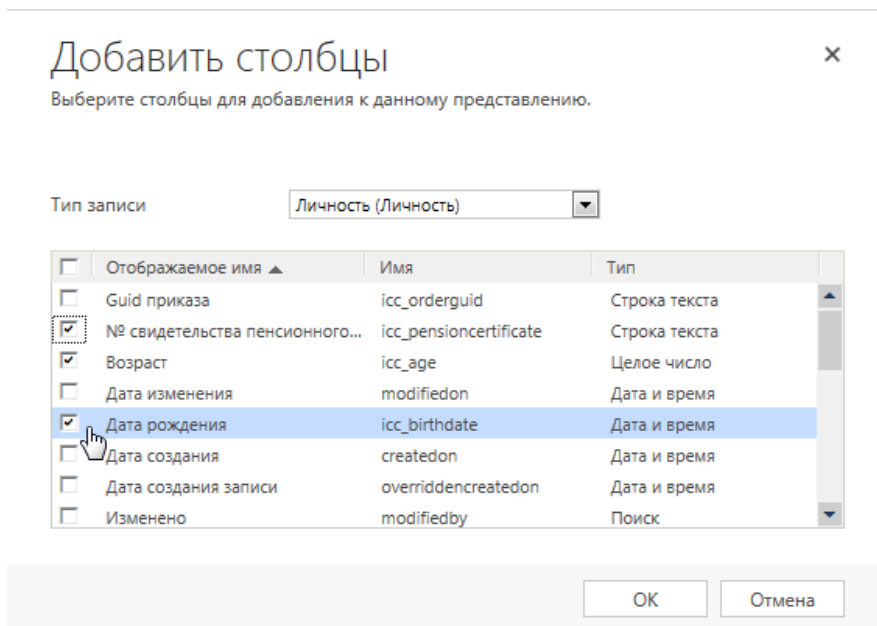 Добавить столбцы
Выберите столбцы для добавления к данному представлению.
Тип записи Личность (Личность)
Отображаемое имя Имя Тип
Guid приказа icc_orderguid Строка текста
№ свидетельства пенсионного... icc_pensioncertificate Строка текста
Возраст icc_age Целое число
Дата изменения modifiedon Дата и время
Дата рождения icc_birthdate Дата и время
Дата создания createdon Дата и время
Дата создания записи overriddencreatedon Дата и время
Изменено modifiedby Поиск
ОК Отмена